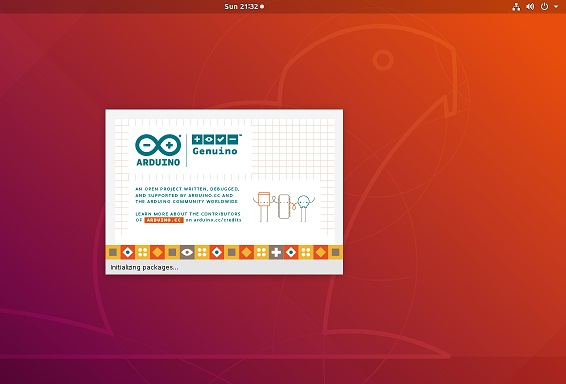 Sun 21:32
ARDUINO
Genuino
AN OPEN PROJECT WRITTEN, DEBUGGED,
AND SUPPORTED BY ARDUINO.CC AND
THE ARDUINO COMMUNITY WORLDWIDE
LEARN MORE ABOUT THE CONTRIBUTORS
OF ARDUINO.CC on arduino.cc/credits
Initializing packages...